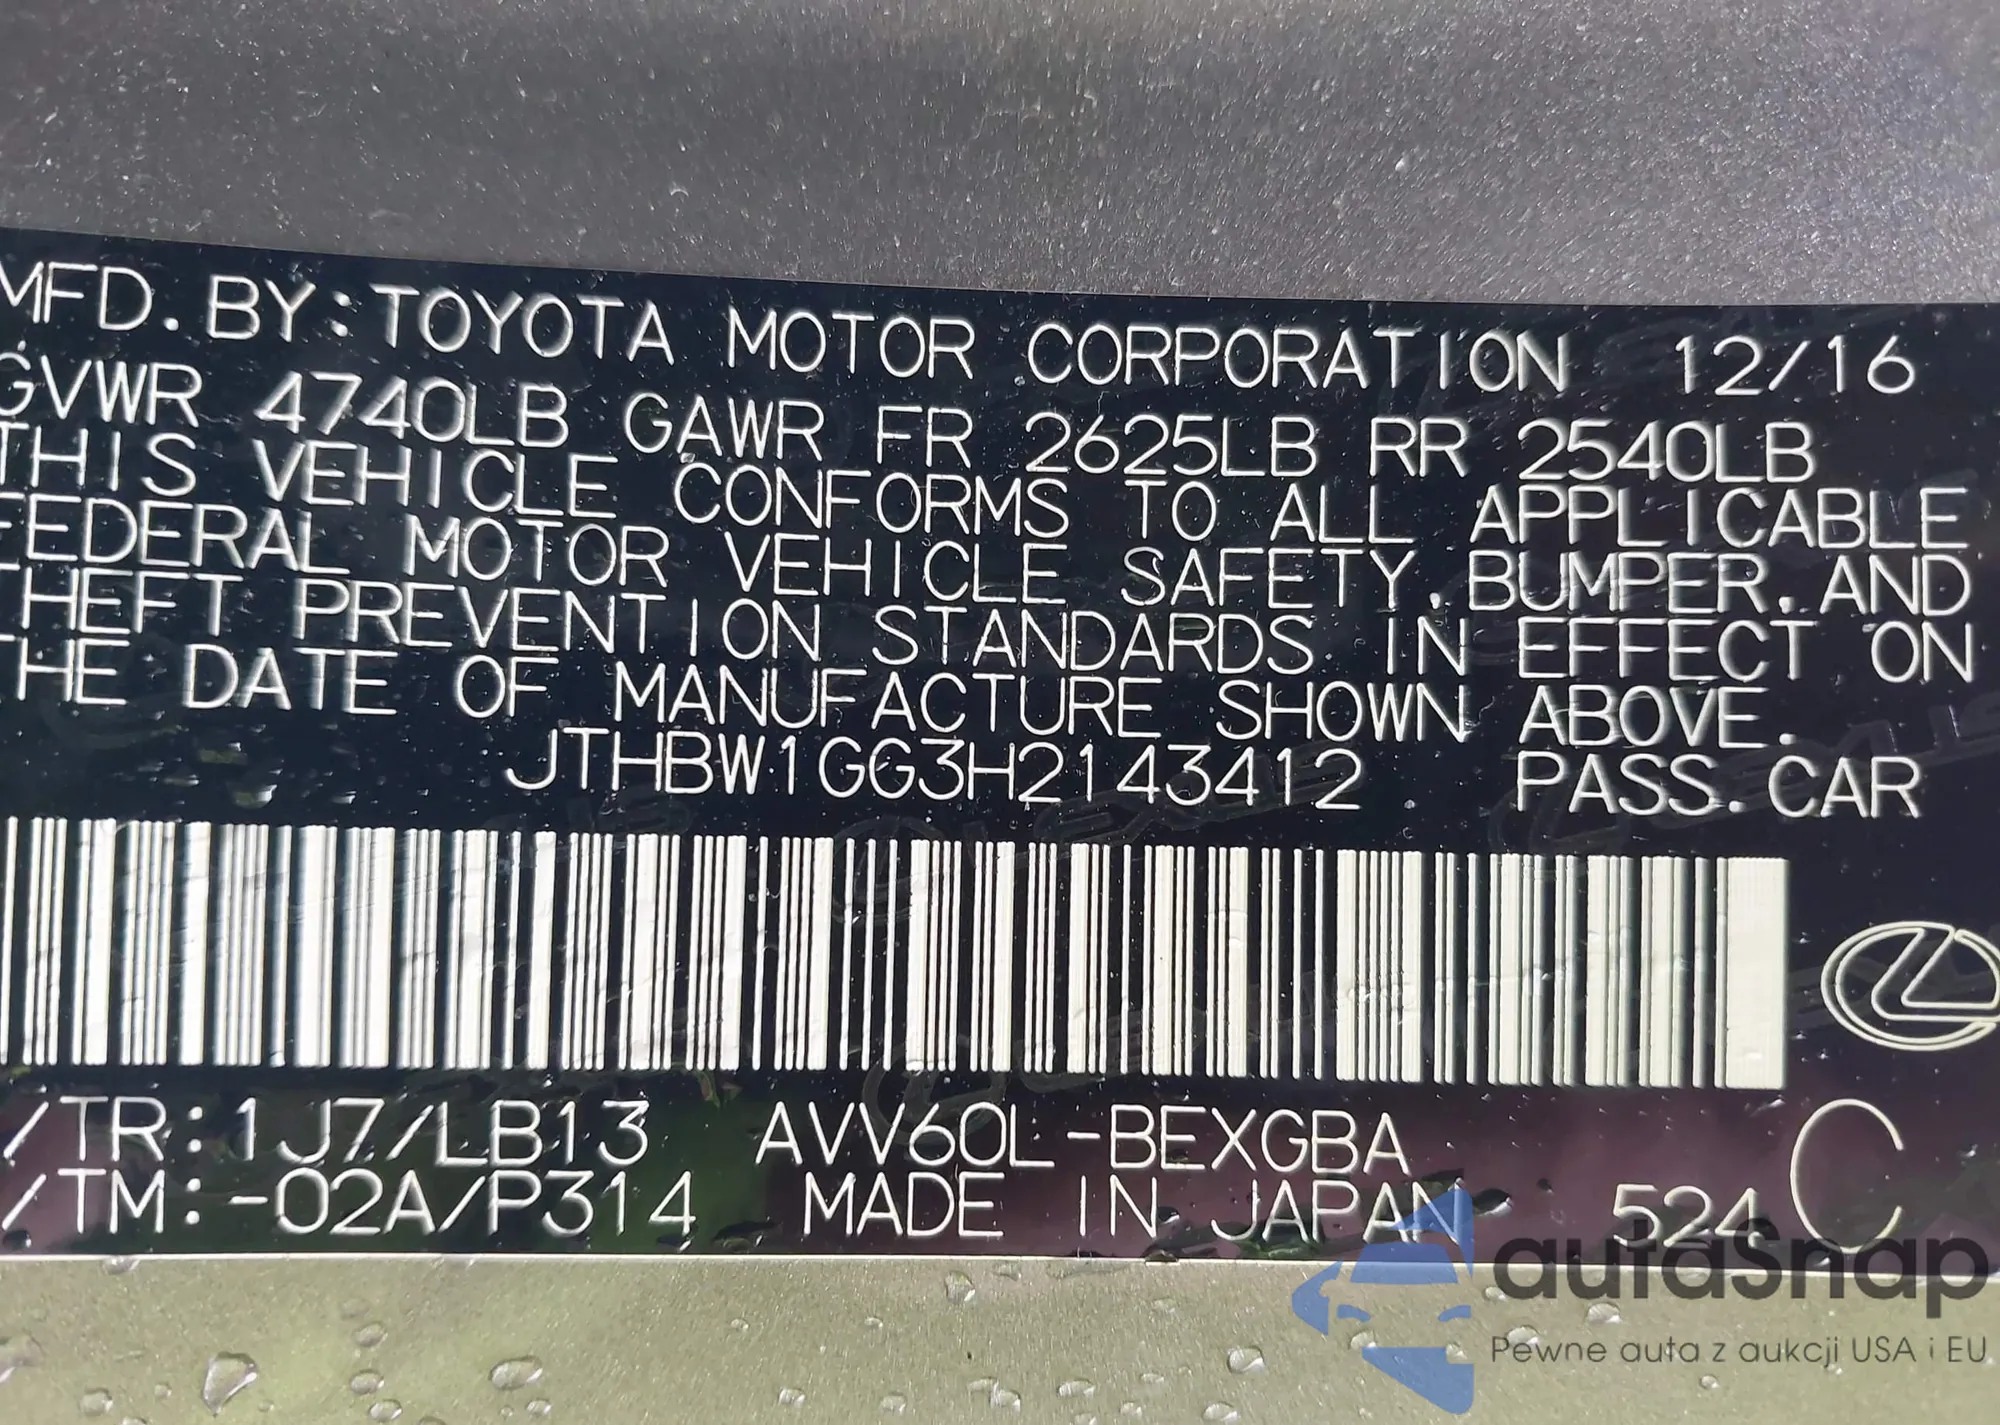 MFD. BY: TOYOTA MOTOR CORPORATION 12/16
GVWR 4740LB GAWR FR 2625LB RR 2540LB
THIS VEHICLE CONFORMS TO ALL APPLICABLE
FEDERAL MOTOR VEHICLE SAFETY, BUMPER, AND
THEFT PREVENTION STANDARDS IN EFFECT ON
THE DATE OF MANUFACTURE SHOWN ABOVE.
JTHBW1GG3H2143412 PASS. CAR
/TR:1J7/LB13 AVV60L-BEXGBA
/TM:-02A/P314 MADE IN JAPAN 524 C
autaSnap
Pewne auta z aukcji USA i EU